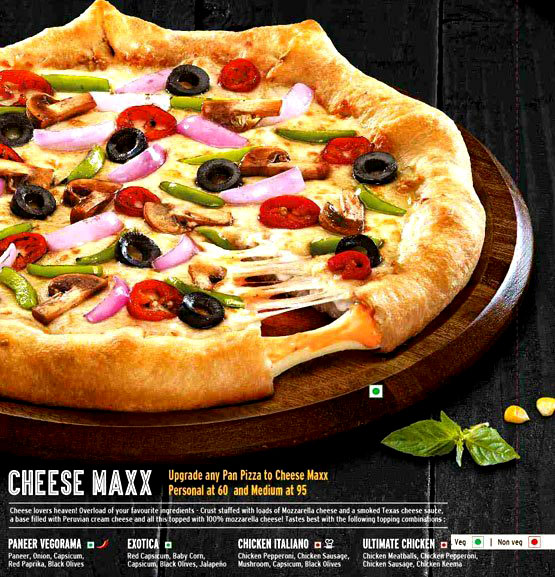 CHEESE MAXX
Upgrade any Pan Pizza to Cheese Maxx
Personal at 60 and Medium at 95
Cheese lovers heaven! Overload of your favourite ingredients - Crust stuffed with loads of Mozzarella cheese and a smoked Texas cheese sauce,
a base filled with Peruvian cream cheese and all this topped with 100% mozzarella cheese! Tastes best with the following topping combinations :
PANEER VEGORAMA
Paneer, Onion, Capsicum,
Red Paprika, Black Olives
EXOTICA
Red Capsicum, Baby Corn,
Capsicum, Black Olives, Jalapeño
CHICKEN ITALIANO
Chicken Pepperoni, Chicken Sausage,
Mushroom, Capsicum, Black Olives
ULTIMATE CHICKEN
Chicken Meatballs, Chicken Pepperoni,
Chicken Sausage, Chicken Keema
Veg | Non veg